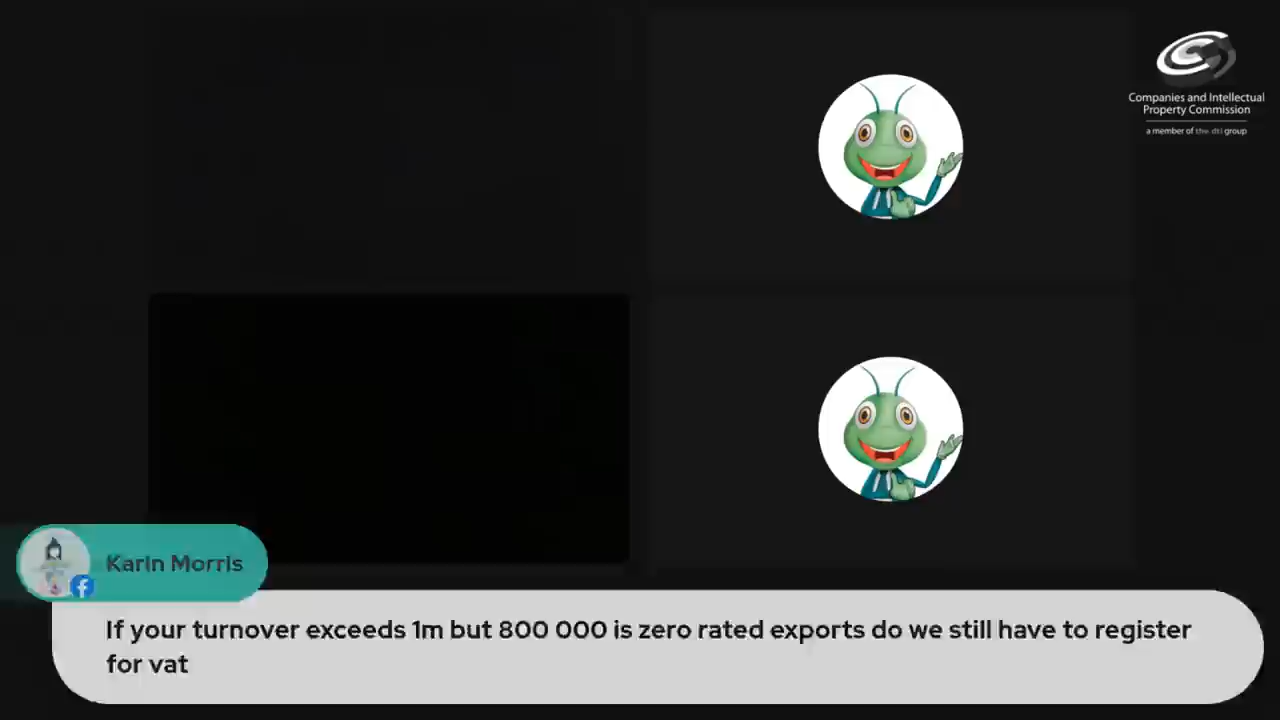 Companies and Intellectual
Property Commission
a member of the dti group
Karin Morris
If your turnover exceeds 1m but 800 000 is zero rated exports do we still have to register
for vat